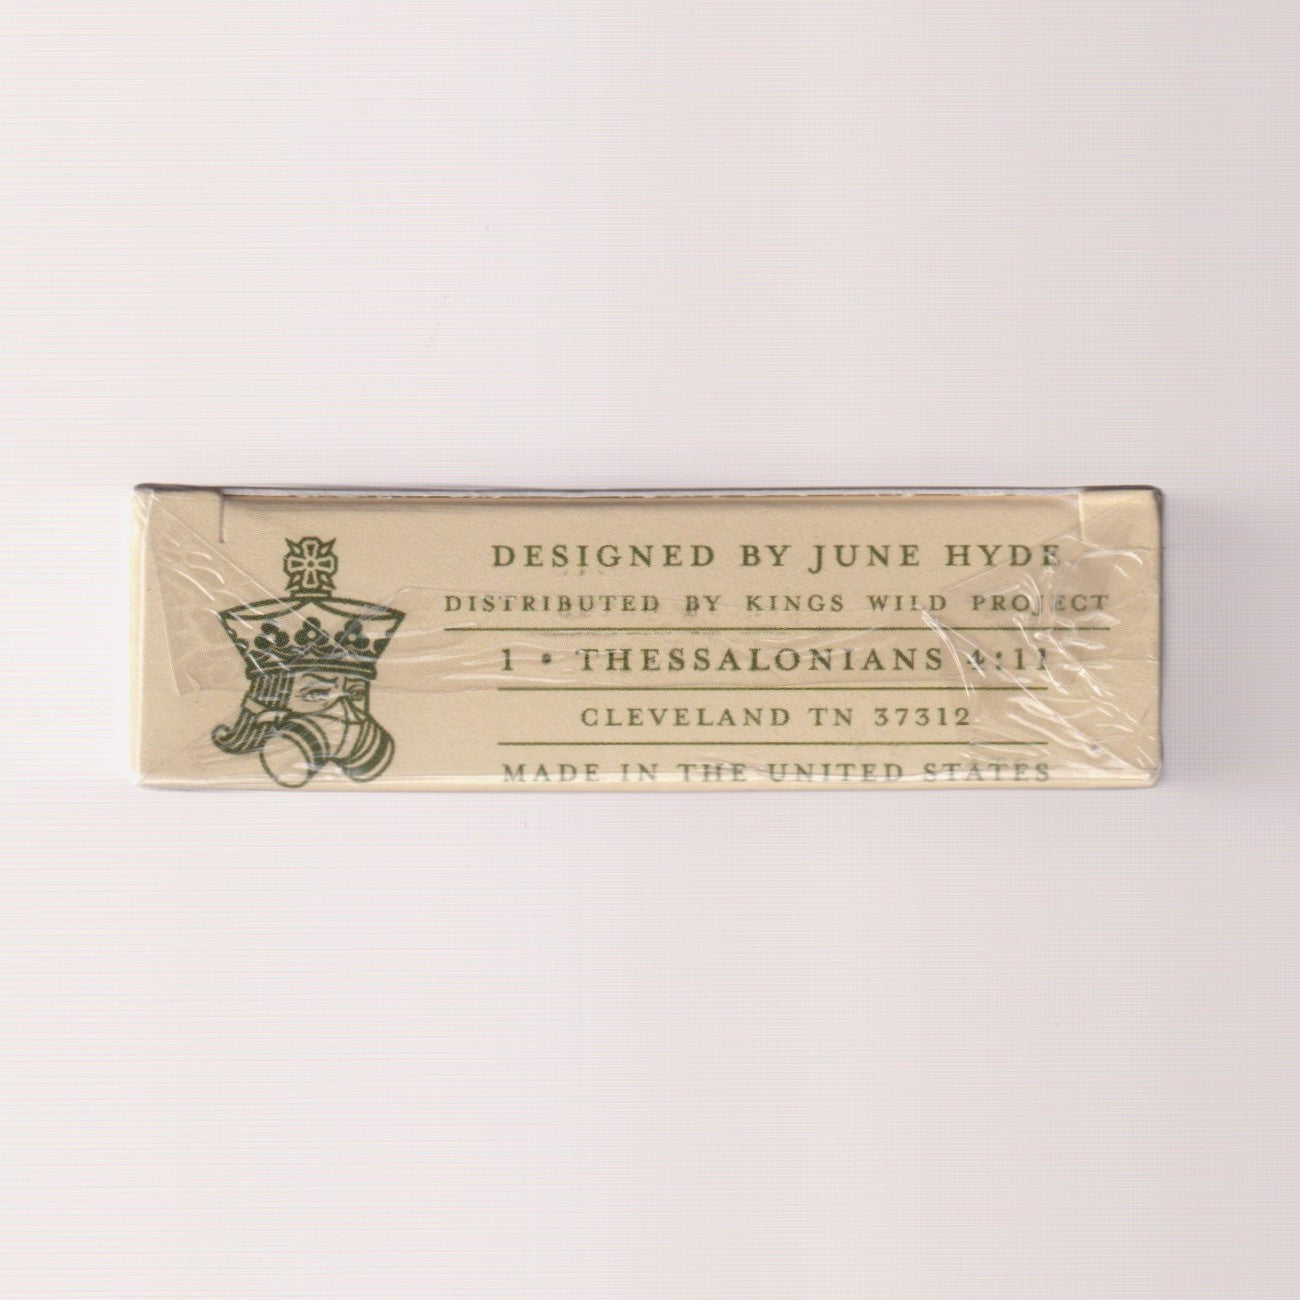 DESIGNED BY JUNE HYDE
DISTRIBUTED BY KINGS WILD PROJECT
1 • THESSALONIANS 4:11
CLEVELAND TN 37312
MADE IN THE UNITED STATES